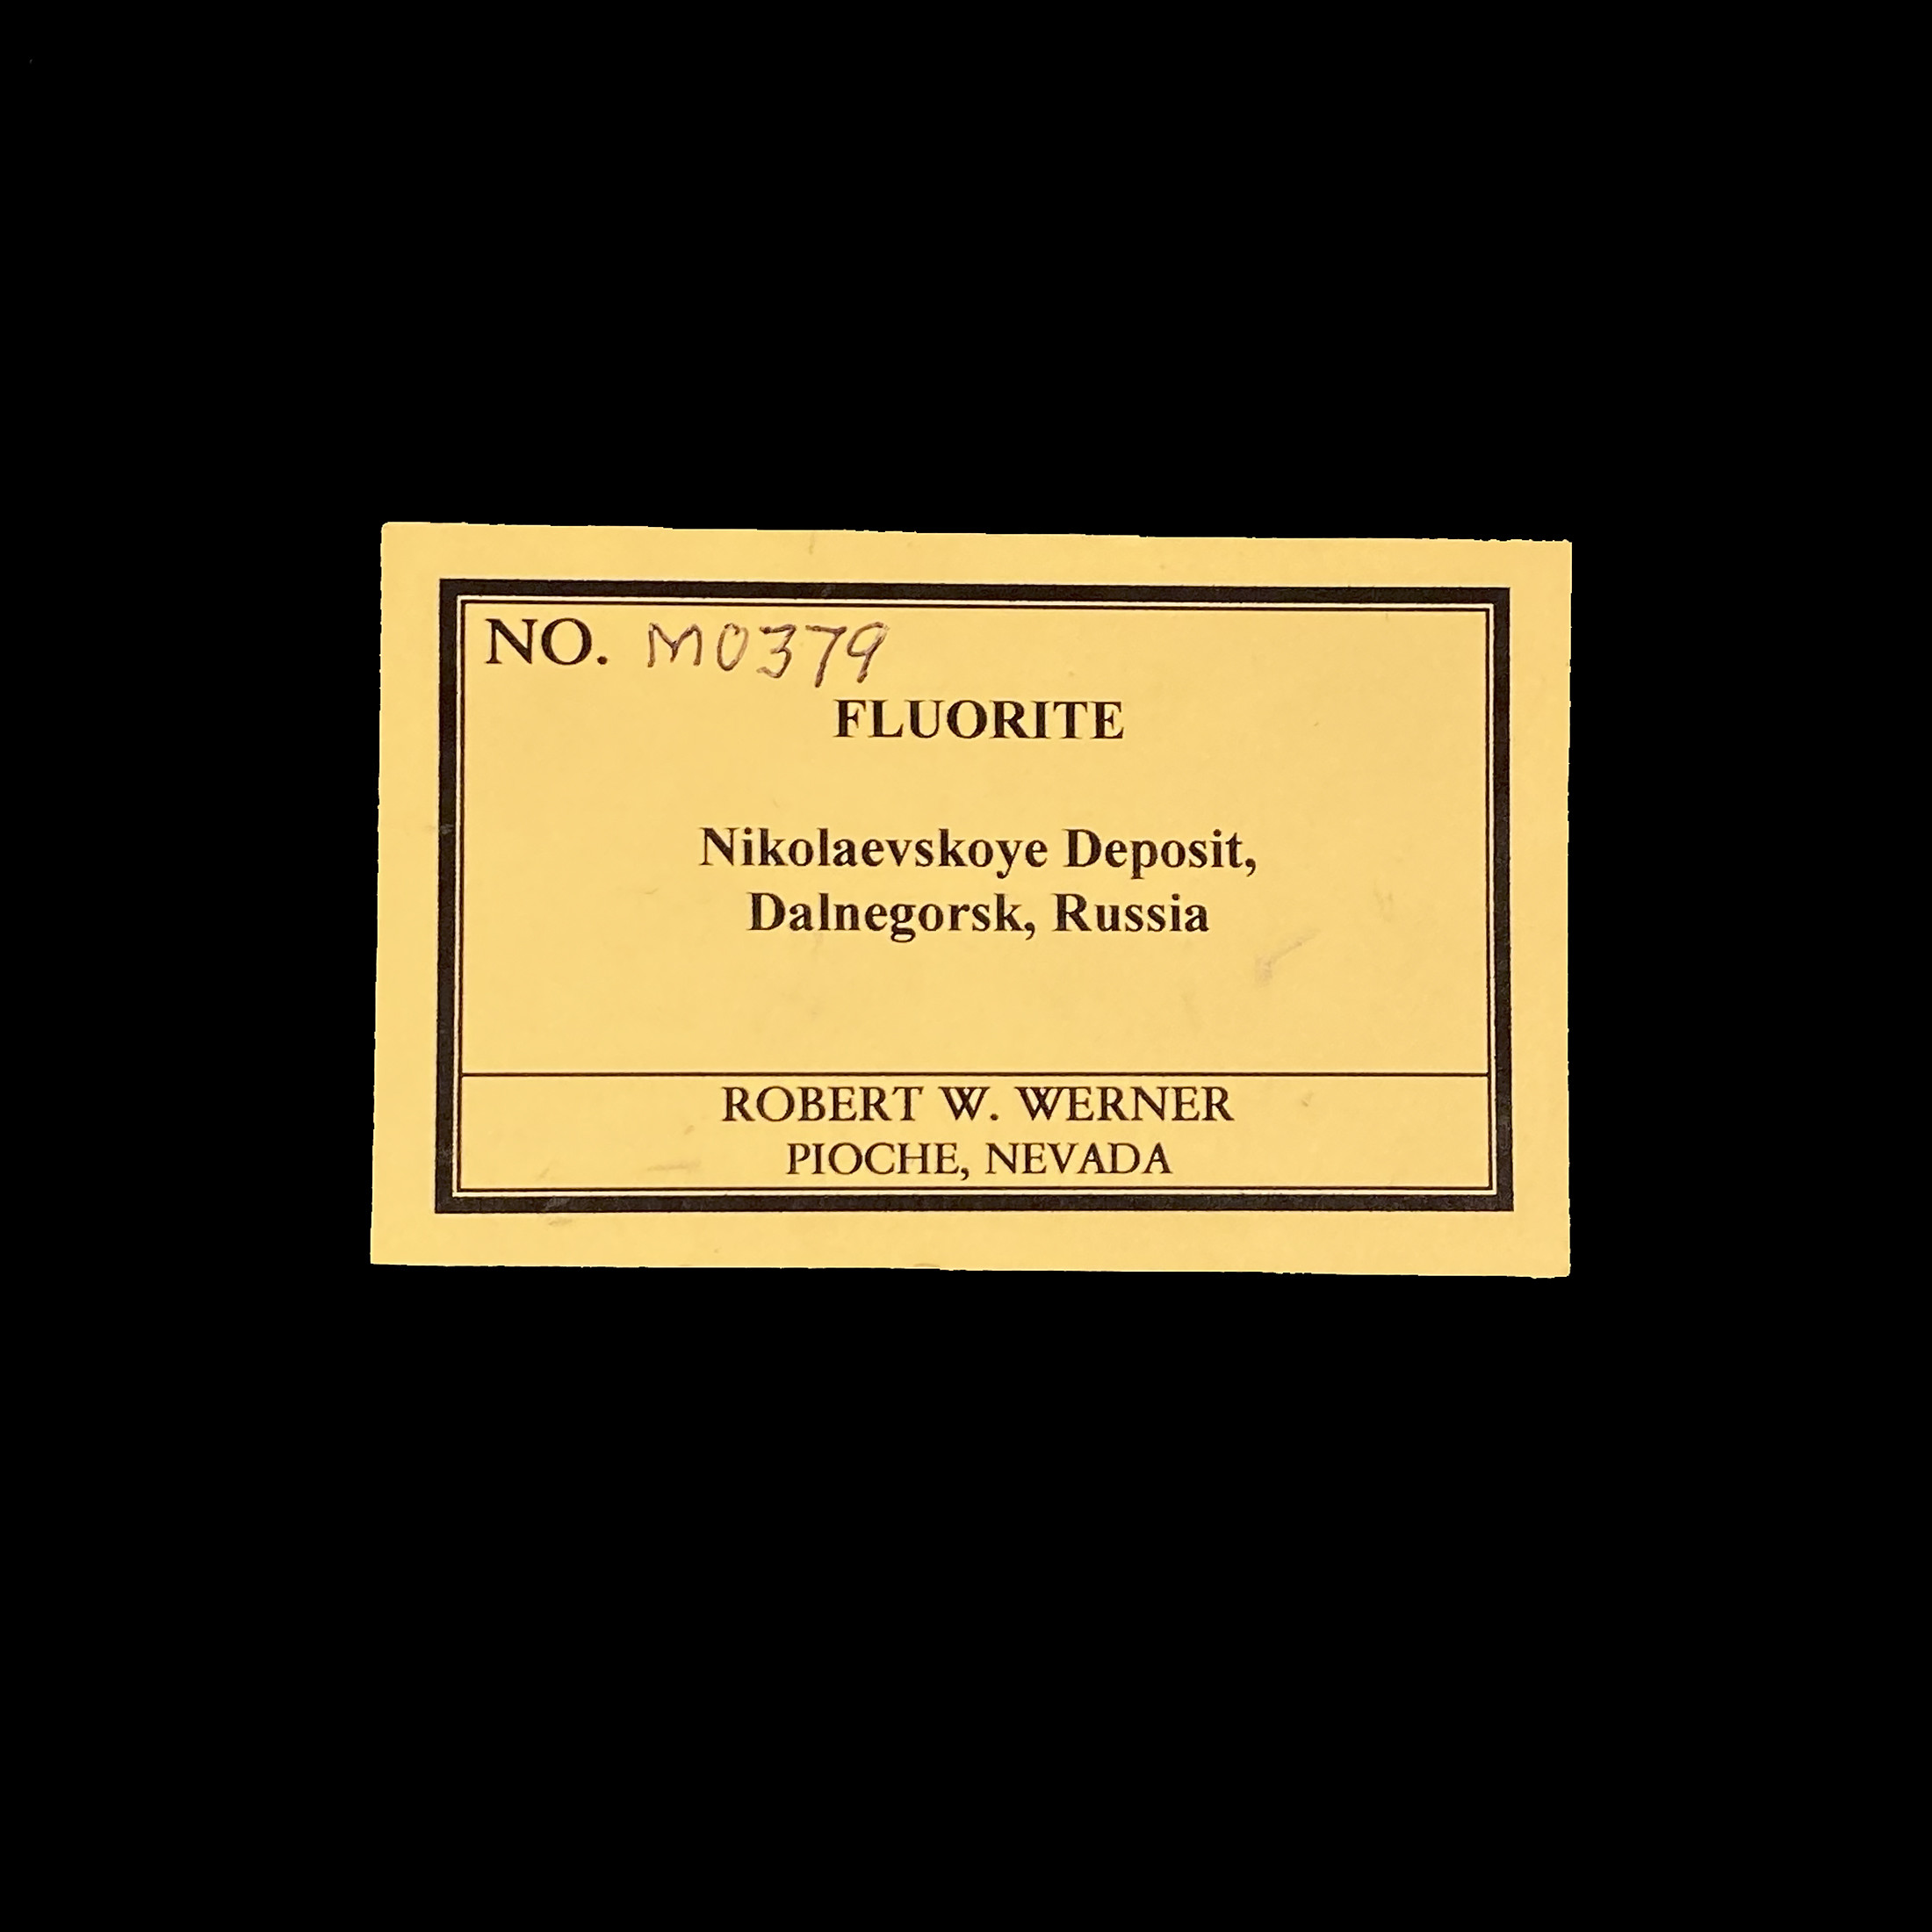 NO. M0379
FLUORITE
Nikolaevskoye Deposit,
Dalnegorsk, Russia
ROBERT W. WERNER
PIOCHE, NEVADA